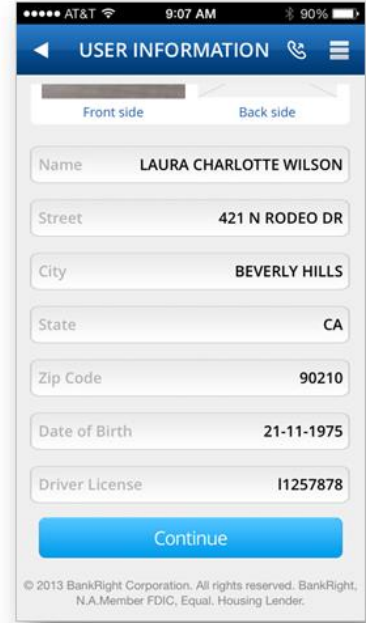 AT&T 9:07 AM 90%
USER INFORMATION
Front side Back side
Name LAURA CHARLOTTE WILSON
Street 421 N RODEO DR
City BEVERLY HILLS
State CA
Zip Code 90210
Date of Birth 21-11-1975
Driver License I1257878
Continue
© 2013 BankRight Corporation. All rights reserved. BankRight,
N.A.Member FDIC, Equal. Housing Lender.